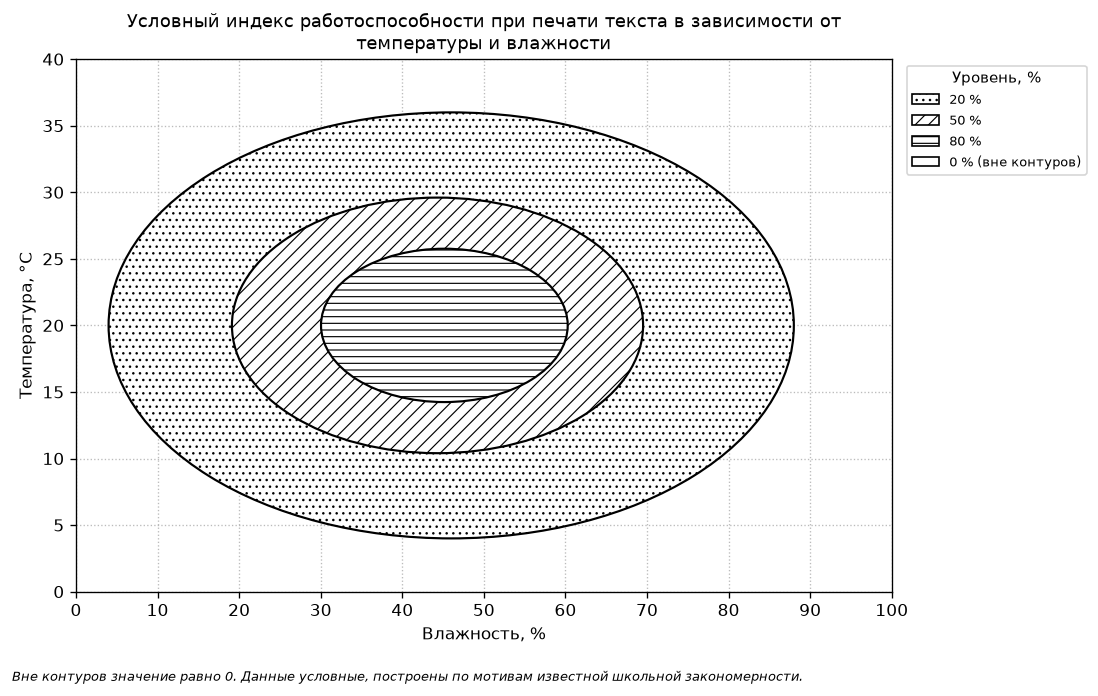 Условный индекс работоспособности при печати текста в зависимости от
температуры и влажности
Уровень, %
20 %
50 %
80 %
0 % (вне контуров)
Температура, °C
40
35
30
25
20
15
10
5
0
0 10 20 30 40 50 60 70 80 90 100
Влажность, %
Вне контуров значение равно 0. Данные условные, построены по мотивам известной школьной закономерности.